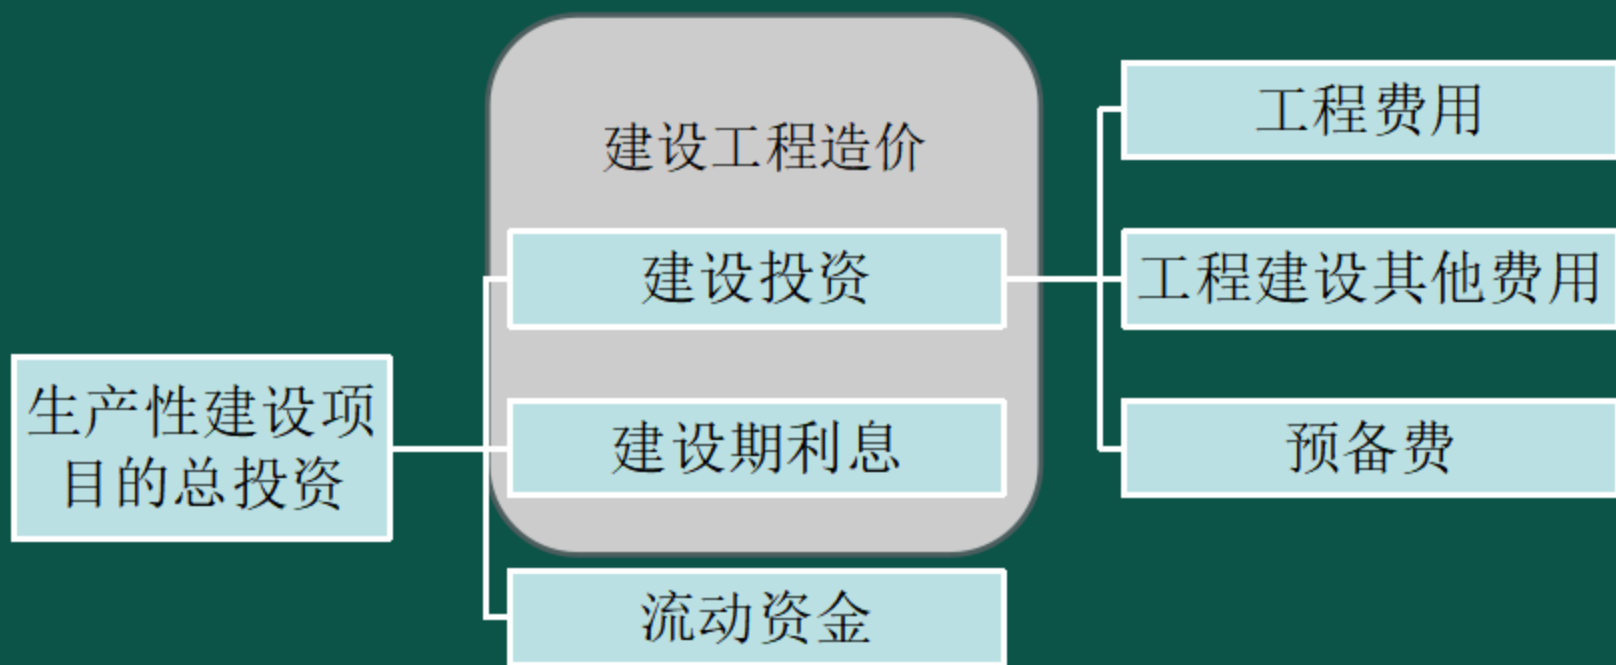 建设工程造价
工程费用
建设投资
工程建设其他费用
生产性建设项
目的总投资
建设期利息
预备费
流动资金